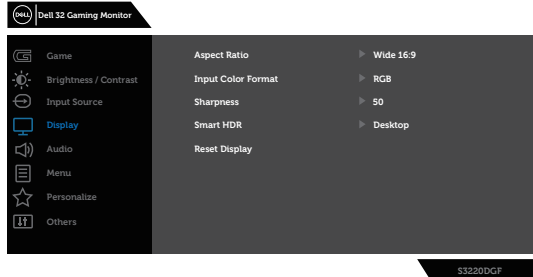 DELL Dell 32 Gaming Monitor
Game
Brightness / Contrast
Input Source
Display
Audio
Menu
Personalize
Others
Aspect Ratio Wide 16:9
Input Color Format RGB
Sharpness 50
Smart HDR Desktop
Reset Display
S3220DGF